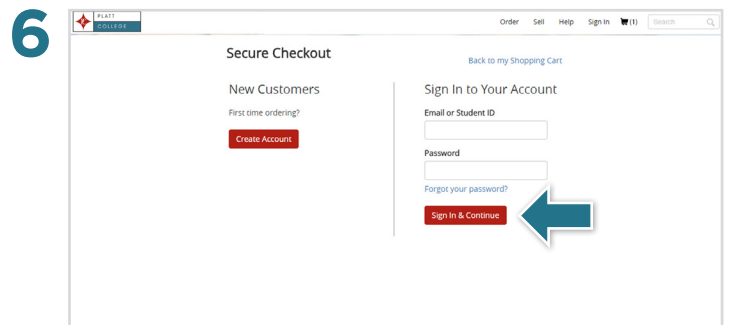 6
PLATT
COLLEGE
Order Sell Help Sign In (1) Search
Secure Checkout
Back to my Shopping Cart
New Customers
First time ordering?
Create Account
Sign In to Your Account
Email or Student ID
Password
Forgot your password?
Sign In & Continue